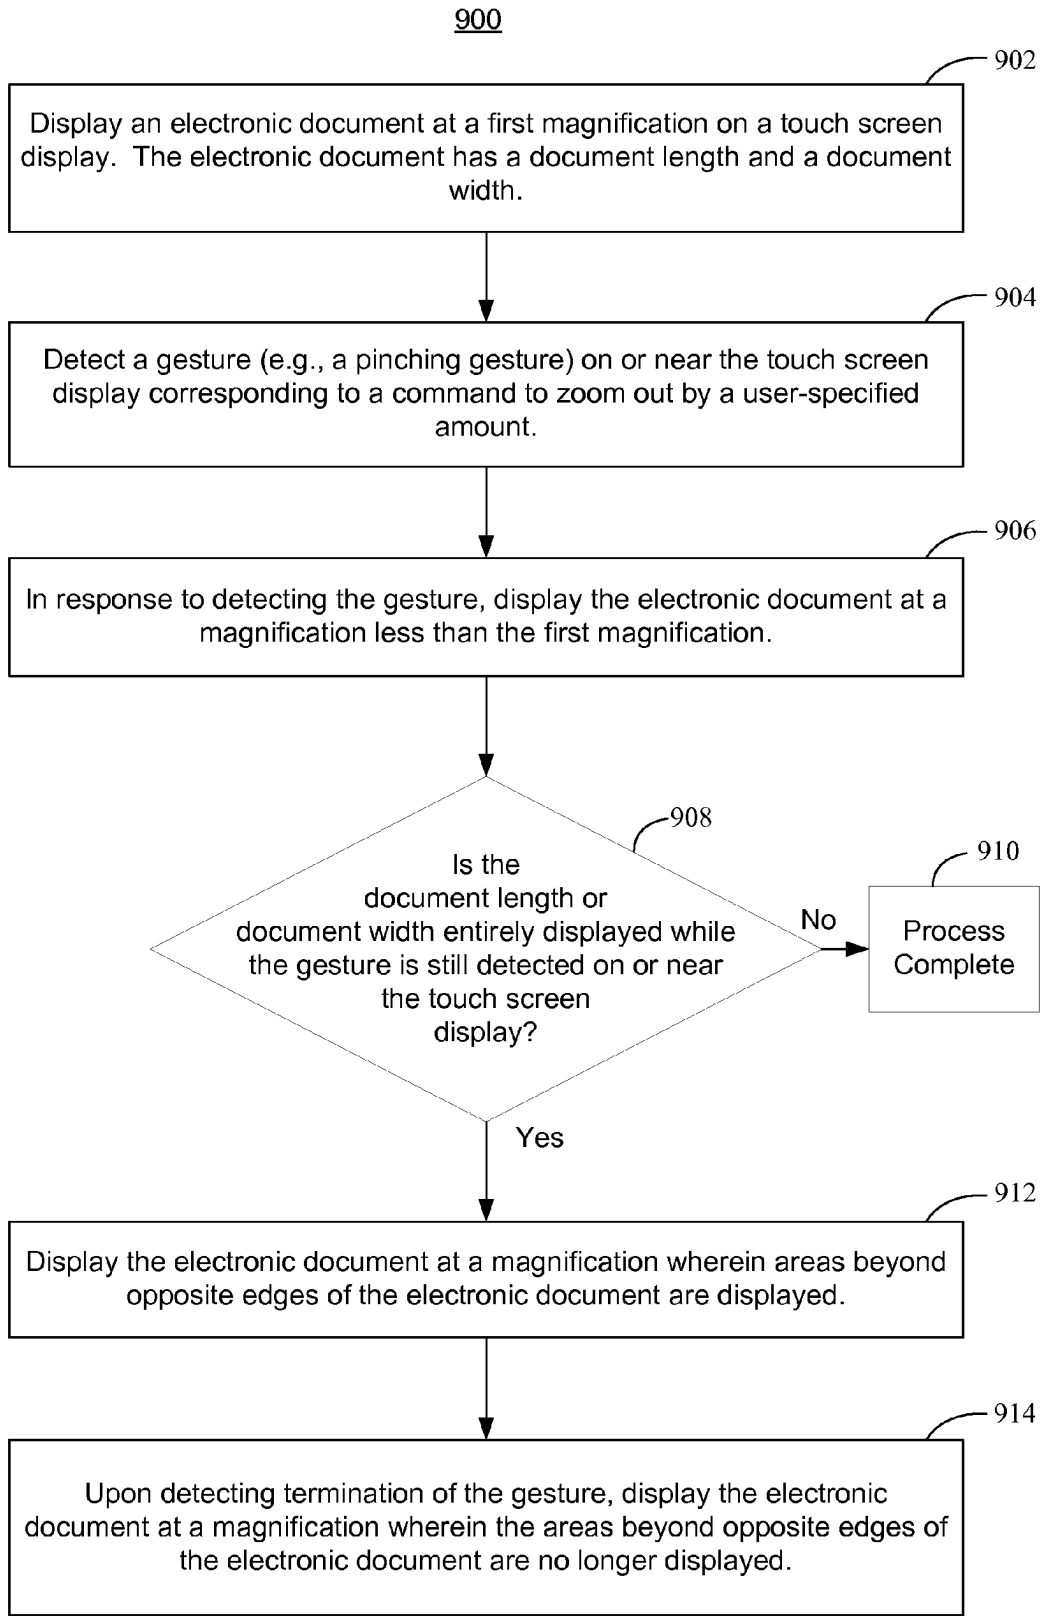 900
902
Display an electronic document at a first magnification on a touch screen
display.  The electronic document has a document length and a document
width.
904
Detect a gesture (e.g., a pinching gesture) on or near the touch screen
display corresponding to a command to zoom out by a user-specified
amount.
906
In response to detecting the gesture, display the electronic document at a
magnification less than the first magnification.
908
Is the
document length or
document width entirely displayed while
the gesture is still detected on or near
the touch screen
display?
No
910
Process
Complete
Yes
912
Display the electronic document at a magnification wherein areas beyond
opposite edges of the electronic document are displayed.
914
Upon detecting termination of the gesture, display the electronic
document at a magnification wherein the areas beyond opposite edges of
the electronic document are no longer displayed.